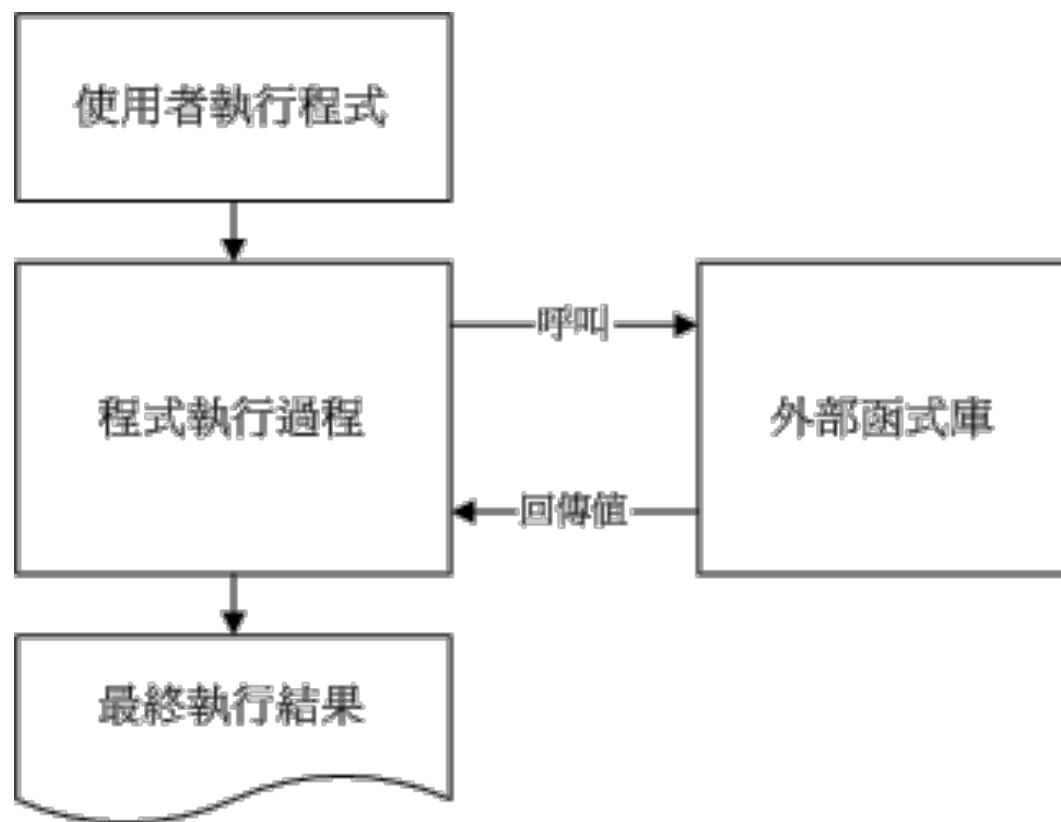 使用者執行程式
呼叫
程式執行過程
外部函式庫
回傳值
最終執行結果